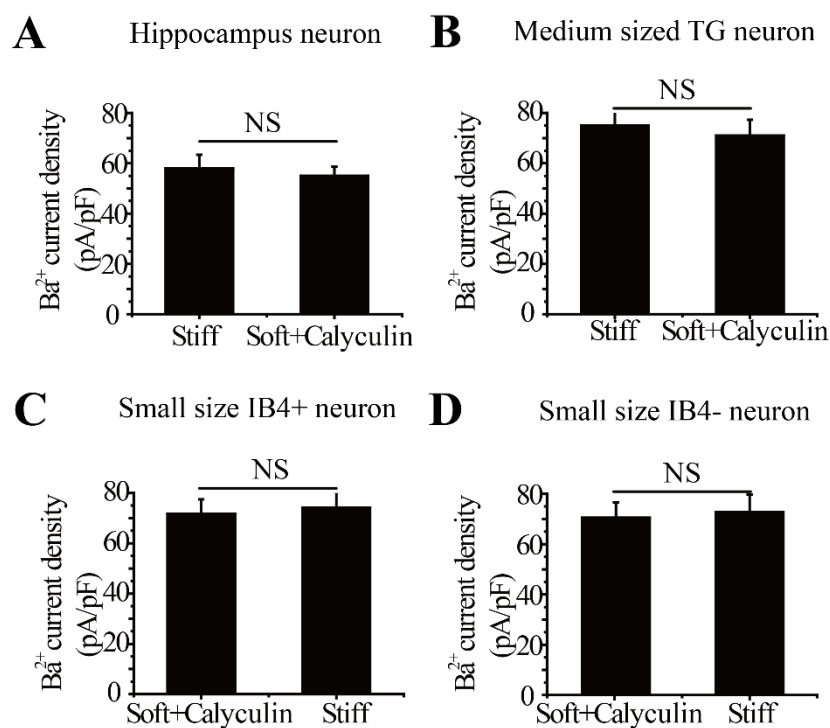 A
Hippocampus neuron
Ba2+ current density
(pA/pF)
80
60
40
20
0
NS
Stiff
Soft+Calyculin
B
Medium sized TG neuron
Ba2+ current density
(pA/pF)
80
60
40
20
0
NS
Stiff
Soft+Calyculin
C
Small size IB4+ neuron
Ba2+ current density
(pA/pF)
80
60
40
20
0
NS
Soft+Calyculin
Stiff
D
Small size IB4- neuron
Ba2+ current density
(pA/pF)
80
60
40
20
0
NS
Soft+Calyculin
Stiff